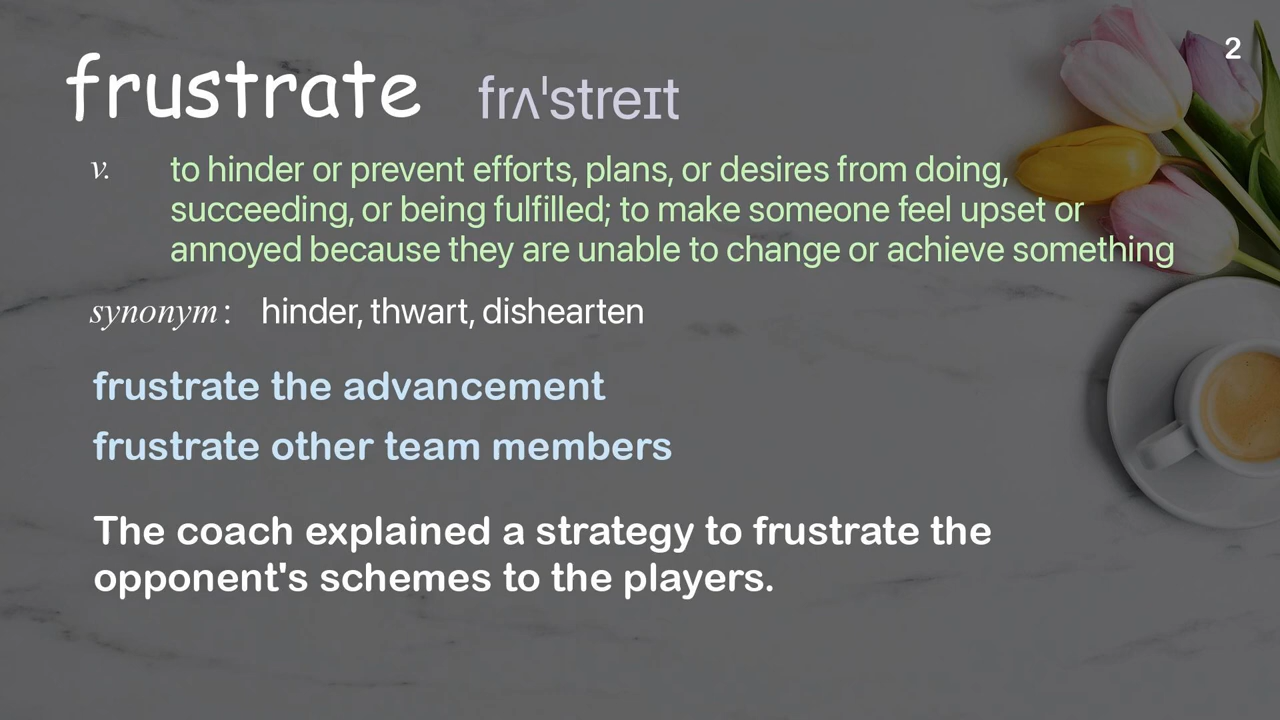 2
frustrate frʌˈstreɪt
v. to hinder or prevent efforts, plans, or desires from doing,
succeeding, or being fulfilled; to make someone feel upset or
annoyed because they are unable to change or achieve something
synonym: hinder, thwart, dishearten
frustrate the advancement
frustrate other team members
The coach explained a strategy to frustrate the
opponent's schemes to the players.